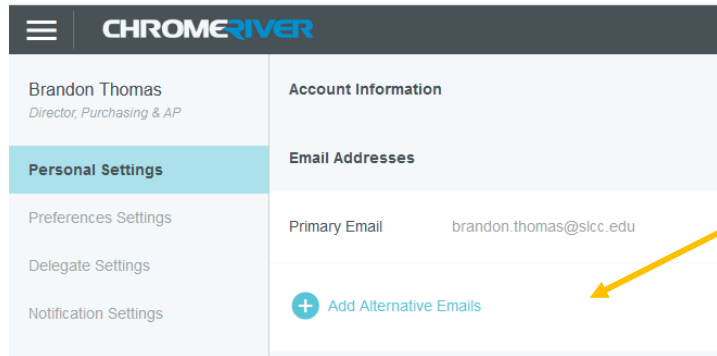 CHROMERIVER
Brandon Thomas
Director, Purchasing & AP
Personal Settings
Preferences Settings
Delegate Settings
Notification Settings
Account Information
Email Addresses
Primary Email brandon.thomas@slcc.edu
Add Alternative Emails